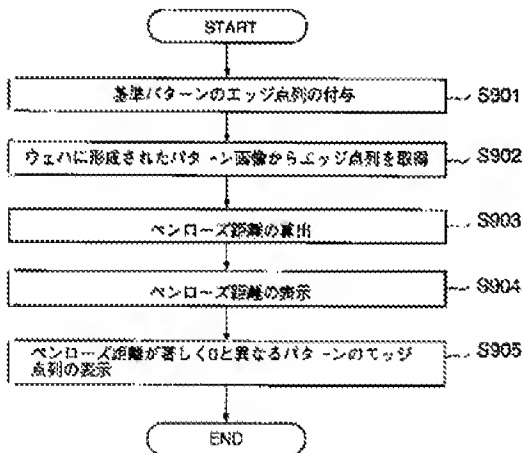 START
基準パターンのエッジ点列の付与
S901
ウェハに形成されたパターン画像からエッジ点列を取得
S902
ペンローズ距離の算出
S903
ペンローズ距離の表示
S904
ペンローズ距離が著しく0と異なるパターンのエッジ
点列の表示
S905
END